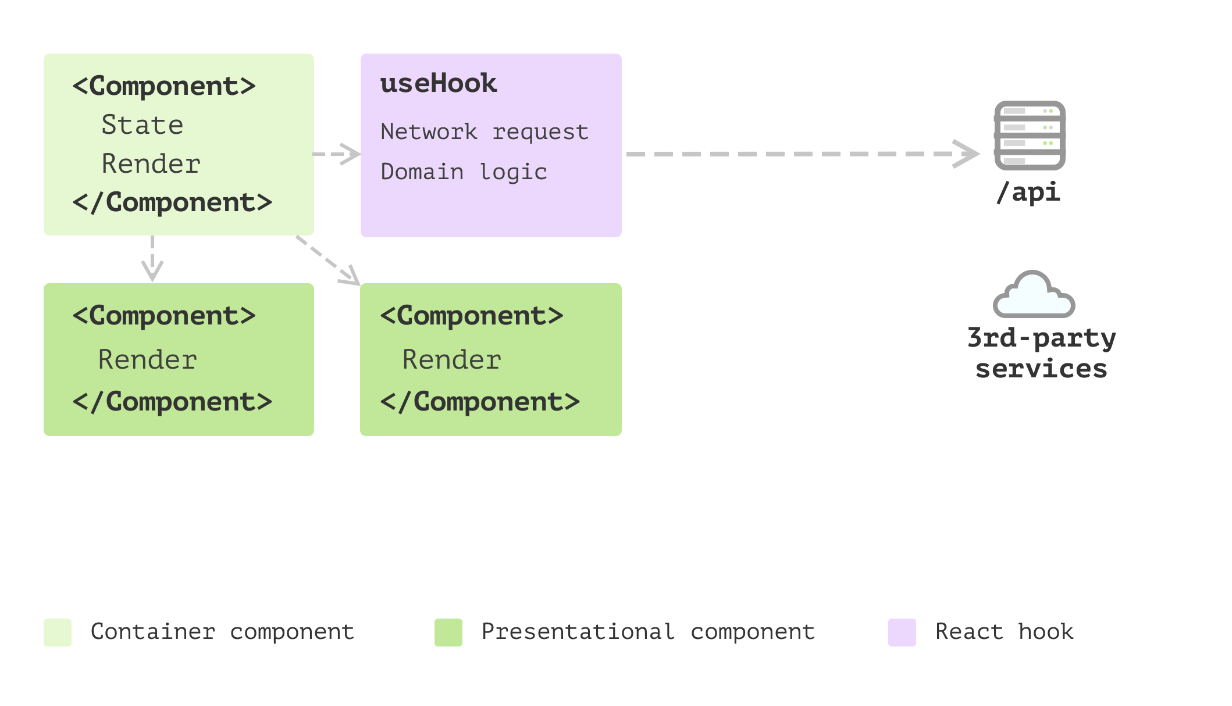 <Component>
State
Render
</Component>
useHook
Network request
Domain logic
/api
<Component>
Render
</Component>
<Component>
Render
</Component>
3rd-party
services
Container component
Presentational component
React hook